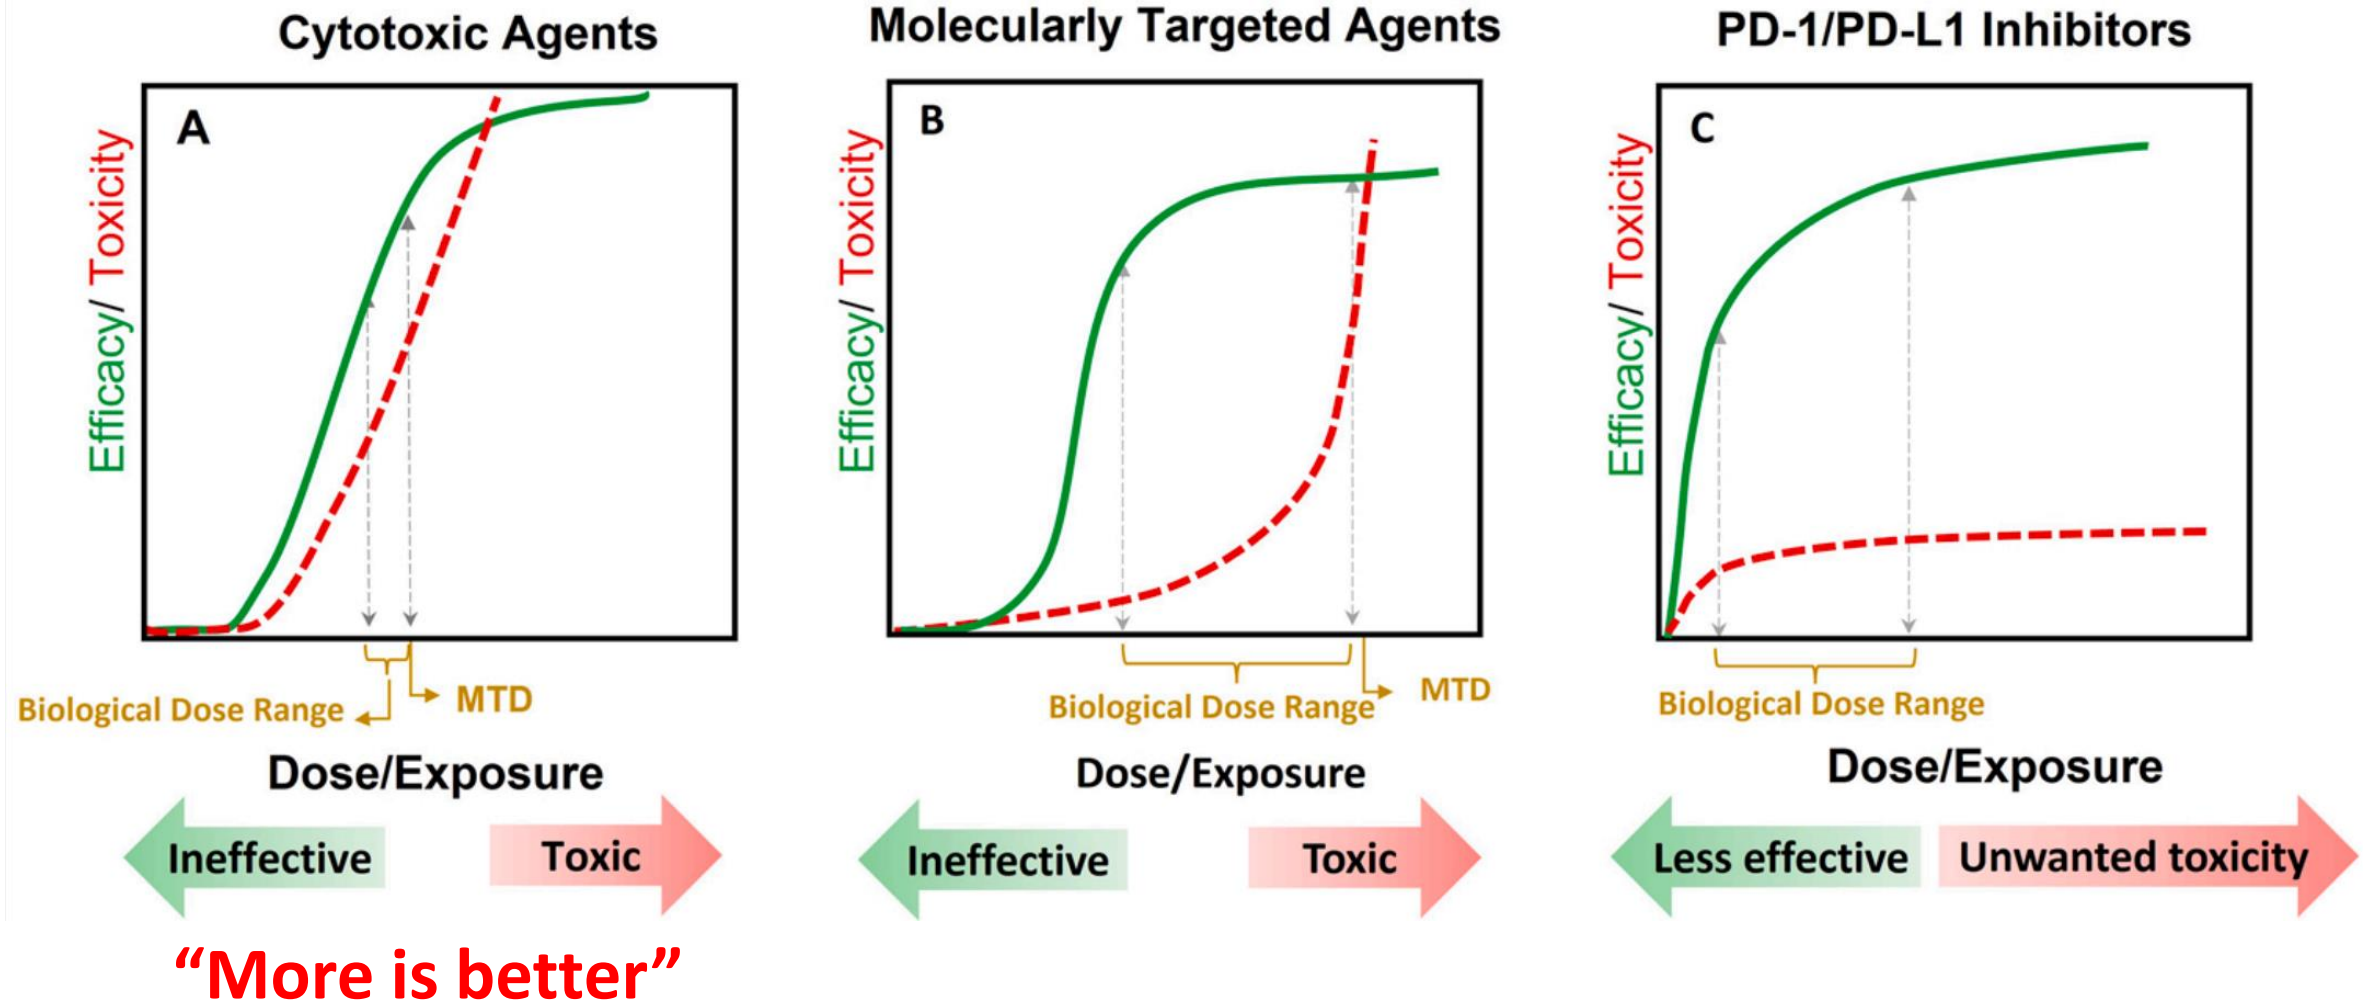 Cytotoxic Agents
A
Efficacy/ Toxicity
Biological Dose Range
MTD
Dose/Exposure
Ineffective
Toxic
“More is better”
Molecularly Targeted Agents
B
Efficacy/ Toxicity
Biological Dose Range
MTD
Dose/Exposure
Ineffective
Toxic
PD-1/PD-L1 Inhibitors
C
Efficacy/ Toxicity
Biological Dose Range
Dose/Exposure
Less effective
Unwanted toxicity